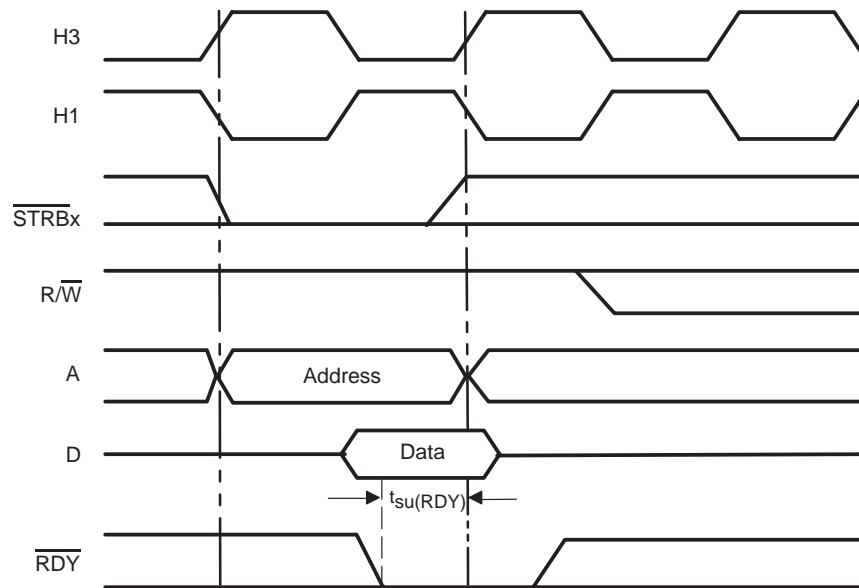 H3
H1
STRBx
R/W
A
Address
D
Data
tsu(RDY)
RDY